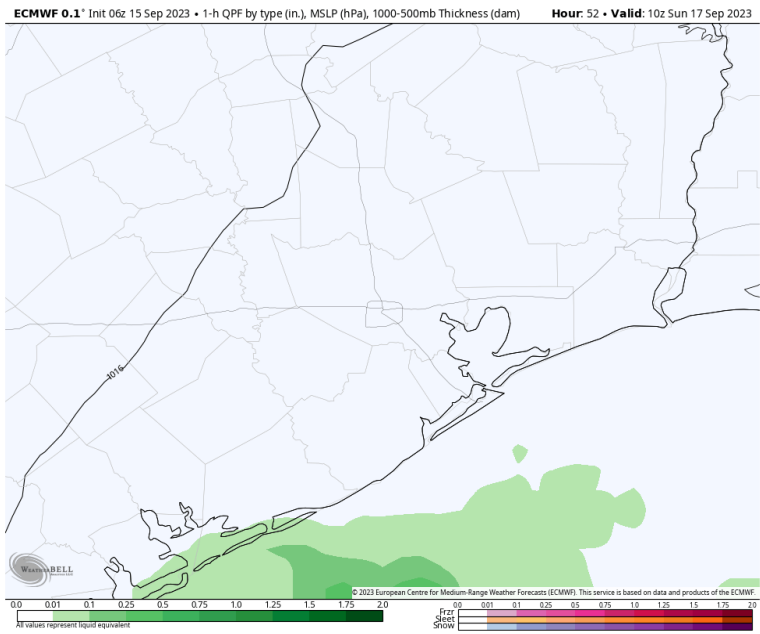 ECMWF 0.1° Init 06z 15 Sep 2023 • 1-h QPF by type (in.), MSLP (hPa), 1000-500mb Thickness (dam) Hour: 52 • Valid: 10z Sun 17 Sep 2023
1016
WEATHERBELL
© 2023 European Centre for Medium-Range Weather Forecasts (ECMWF). This service is based on data and products of the ECMWF.
0.0 0.01 0.1 0.25 0.5 0.75 1.0 1.25 1.5 1.75 2.0
All values represent liquid equivalent
0.0 0.01 0.1 0.25 0.5 0.75 1.0 1.25 1.5 1.75 2.0
Frzr
Sleet
Snow